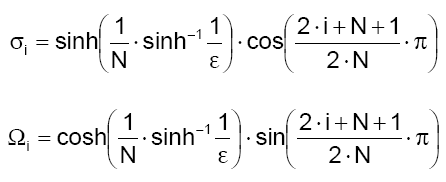 σᵢ = sinh(1/N · sinh⁻¹ 1/ε) · cos((2·i+N+1)/(2·N) · π)
Ωᵢ = cosh(1/N · sinh⁻¹ 1/ε) · sin((2·i+N+1)/(2·N) · π)